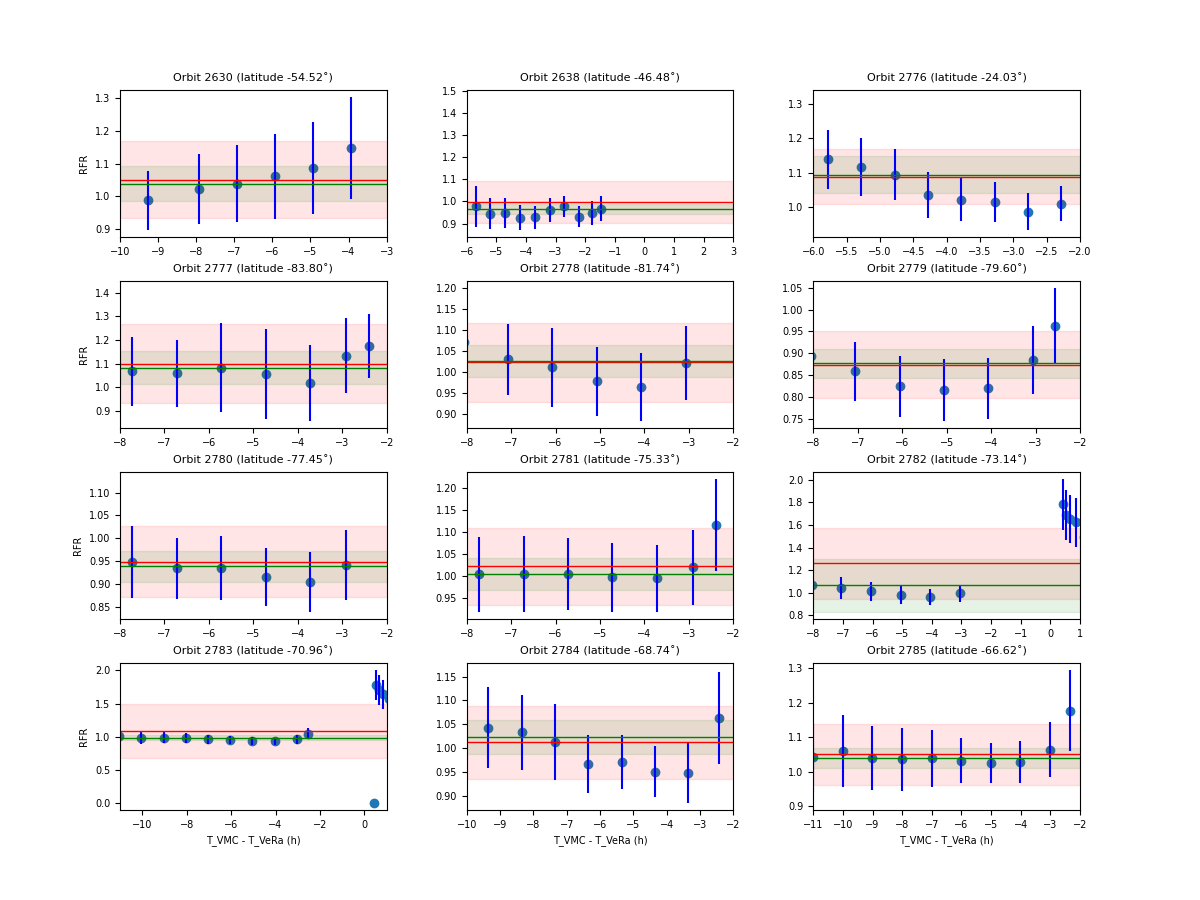 Orbit 2630 (latitude -54.52˚)
Orbit 2638 (latitude -46.48˚)
Orbit 2776 (latitude -24.03˚)
RFR
1.3
1.2
1.1
1.0
0.9
−10 −9 −8 −7 −6 −5 −4 −3
1.5
1.4
1.3
1.2
1.1
1.0
0.9
−6 −5 −4 −3 −2 −1 0 1 2 3
1.3
1.2
1.1
1.0
−6.0 −5.5 −5.0 −4.5 −4.0 −3.5 −3.0 −2.5 −2.0
Orbit 2777 (latitude -83.80˚)
Orbit 2778 (latitude -81.74˚)
Orbit 2779 (latitude -79.60˚)
RFR
1.4
1.3
1.2
1.1
1.0
0.9
−8 −7 −6 −5 −4 −3 −2
1.20
1.15
1.10
1.05
1.00
0.95
0.90
−8 −7 −6 −5 −4 −3 −2
1.05
1.00
0.95
0.90
0.85
0.80
0.75
−8 −7 −6 −5 −4 −3 −2
Orbit 2780 (latitude -77.45˚)
Orbit 2781 (latitude -75.33˚)
Orbit 2782 (latitude -73.14˚)
RFR
1.10
1.05
1.00
0.95
0.90
0.85
−8 −7 −6 −5 −4 −3 −2
1.20
1.15
1.10
1.05
1.00
0.95
−8 −7 −6 −5 −4 −3 −2
2.0
1.8
1.6
1.4
1.2
1.0
0.8
−8 −7 −6 −5 −4 −3 −2 −1 0 1
Orbit 2783 (latitude -70.96˚)
Orbit 2784 (latitude -68.74˚)
Orbit 2785 (latitude -66.62˚)
RFR
2.0
1.5
1.0
0.5
0.0
−10 −8 −6 −4 −2 0
T_VMC - T_VeRa (h)
1.15
1.10
1.05
1.00
0.95
0.90
−10 −9 −8 −7 −6 −5 −4 −3 −2
T_VMC - T_VeRa (h)
1.3
1.2
1.1
1.0
0.9
−11 −10 −9 −8 −7 −6 −5 −4 −3 −2
T_VMC - T_VeRa (h)